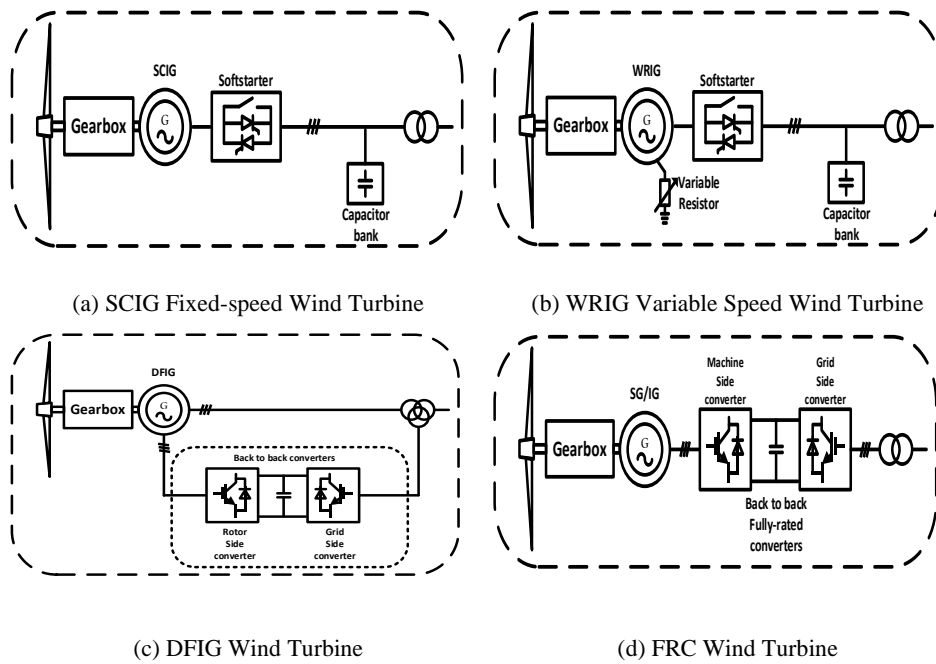 SCIG
Softstarter
Gearbox
G
Capacitor
bank
(a) SCIG Fixed-speed Wind Turbine
WRIG
Softstarter
Gearbox
G
Variable
Resistor
Capacitor
bank
(b) WRIG Variable Speed Wind Turbine
DFIG
Gearbox
G
Back to back converters
Rotor
Side
converter
Grid
Side
converter
(c) DFIG Wind Turbine
Machine
Side
converter
Grid
Side
converter
SG/IG
Gearbox
G
Back to back
Fully-rated
converters
(d) FRC Wind Turbine